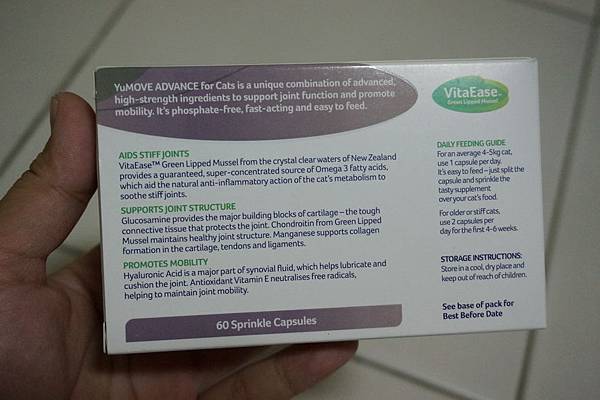 YuMOVE ADVANCE for Cats is a unique combination of advanced,
high-strength ingredients to support joint function and promote
mobility. It's phosphate-free, fast-acting and easy to feed.
VitaEase™
Green Lipped Mussel
AIDS STIFF JOINTS
VitaEase™ Green Lipped Mussel from the crystal clear waters of New Zealand
provides a guaranteed, super-concentrated source of Omega 3 fatty acids,
which aid the natural anti-inflammatory action of the cat's metabolism to
soothe stiff joints.
SUPPORTS JOINT STRUCTURE
Glucosamine provides the major building blocks of cartilage – the tough
connective tissue that protects the joint. Chondroitin from Green Lipped
Mussel maintains healthy joint structure. Manganese supports collagen
formation in the cartilage, tendons and ligaments.
PROMOTES MOBILITY
Hyaluronic Acid is a major part of synovial fluid, which helps lubricate and
cushion the joint. Antioxidant Vitamin E neutralises free radicals,
helping to maintain joint mobility.
60 Sprinkle Capsules
DAILY FEEDING GUIDE
For an average 4-5kg cat,
use 1 capsule per day.
It's easy to feed – just split the
capsule and sprinkle the
tasty supplement
over your cat's food.
For older or stiff cats,
use 2 capsules per
day for the first 4-6 weeks.
STORAGE INSTRUCTIONS:
Store in a cool, dry place and
keep out of reach of children.
See base of pack for
Best Before Date